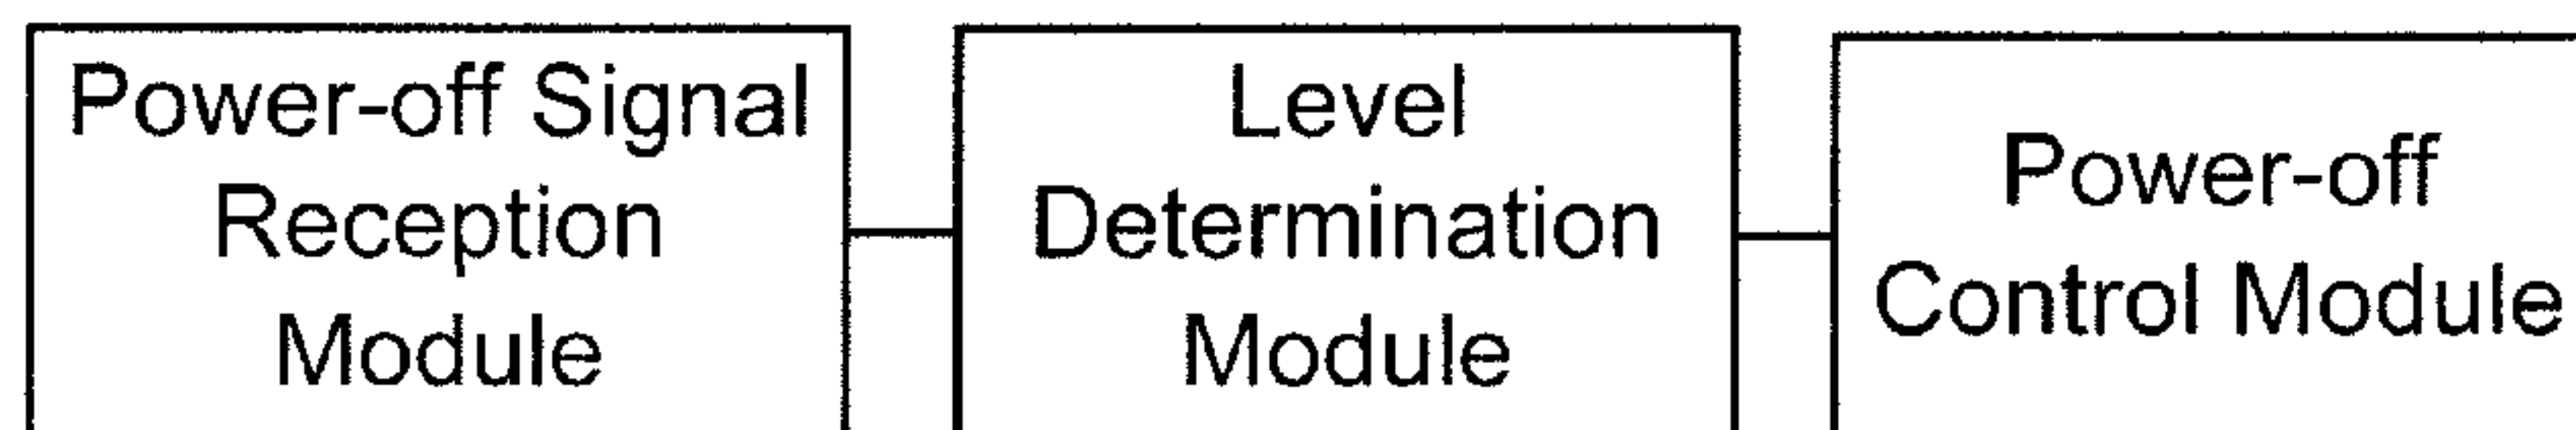 Power-off Signal
Reception
Module
Level
Determination
Module
Power-off
Control Module